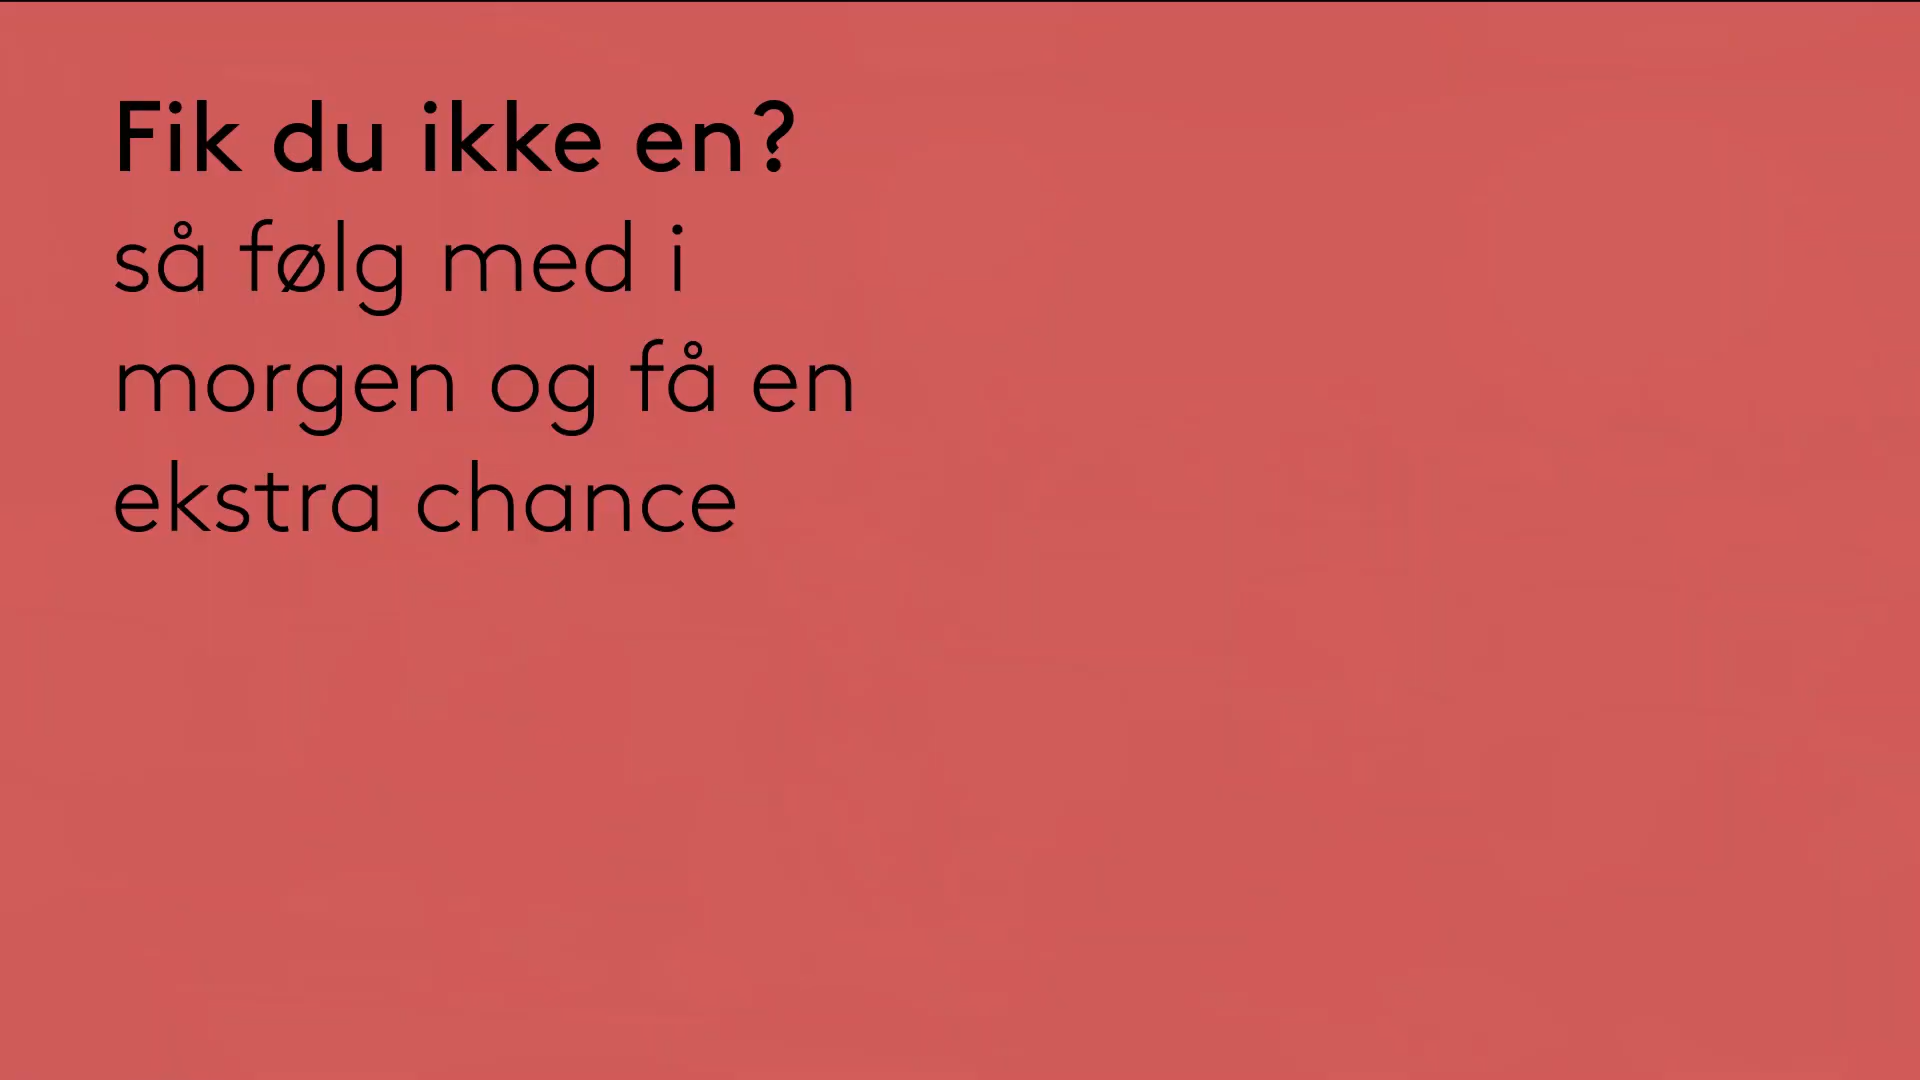 Fik du ikke en?
så følg med i
morgen og få en
ekstra chance